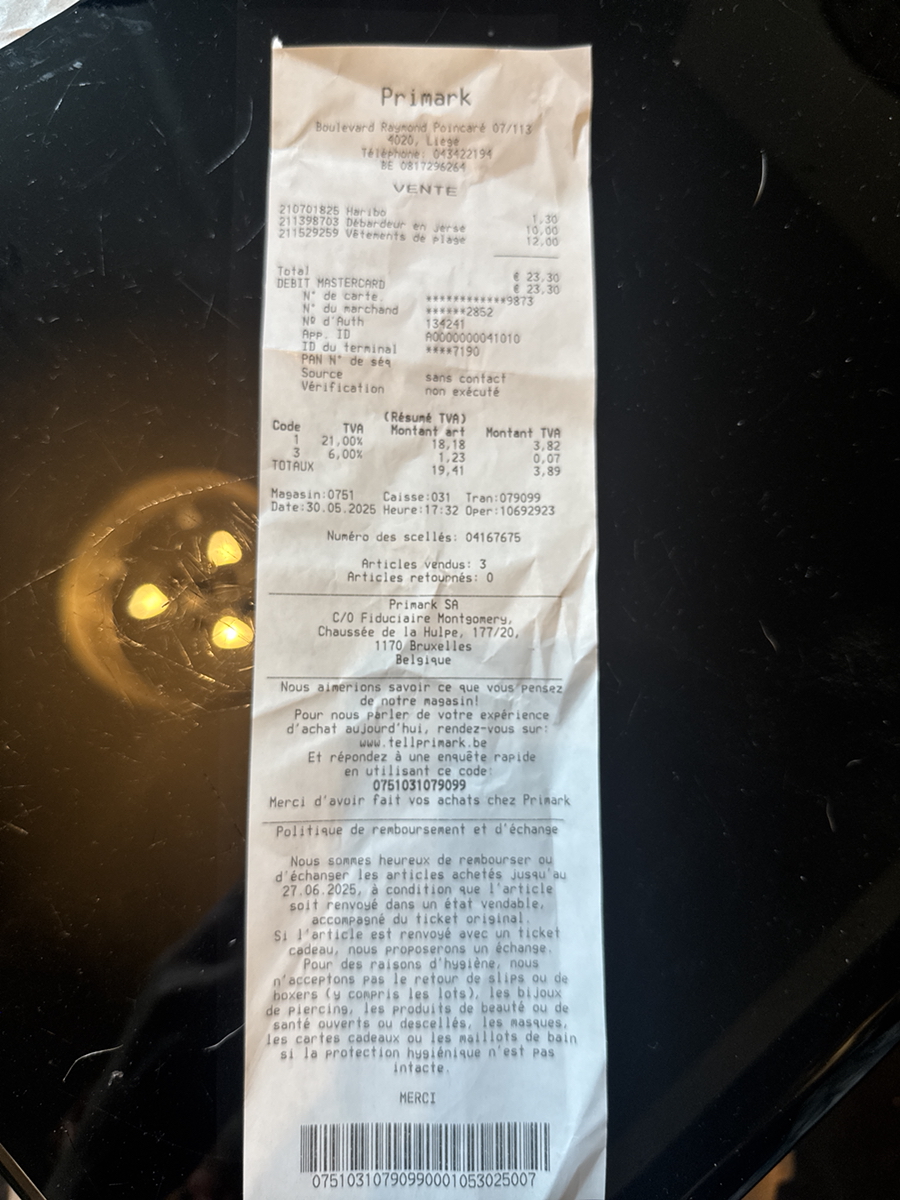 Primark
Boulevard Raymond Poincaré 07/113
4020, Liège
Téléphone: 043422194
BE 0817296264
VENTE
210701825 Haribo 1,30
211398703 Débardeur en jerse 10,00
211529259 Vêtements de plage 12,00
Total € 23,30
DEBIT MASTERCARD € 23,30
N° de carte. ************9873
N° du marchand ******2852
Nº d'Auth 134241
App. ID A0000000041010
ID du terminal ****7190
PAN N° de séq
Source sans contact
Vérification non exécuté
(Résumé TVA)
Code TVA Montant art Montant TVA
1 21,00% 18,18 3,82
3 6,00% 1,23 0,07
TOTAUX 19,41 3,89
Magasin:0751 Caisse:031 Tran:079099
Date:30.05.2025 Heure:17:32 Oper:10692923
Numéro des scellés: 04167675
Articles vendus: 3
Articles retournés: 0
Primark SA
C/O Fiduciaire Montgomery,
Chaussée de la Hulpe, 177/20,
1170 Bruxelles
Belgique
Nous aimerions savoir ce que vous pensez
de notre magasin!
Pour nous parler de votre expérience
d'achat aujourd'hui, rendez-vous sur:
www.tellprimark.be
Et répondez à une enquête rapide
en utilisant ce code:
0751031079099
Merci d'avoir fait vos achats chez Primark
Politique de remboursement et d'échange
Nous sommes heureux de rembourser ou
d'échanger les articles achetés jusqu'au
27.06.2025, à condition que l'article
soit renvoyé dans un état vendable,
accompagné du ticket original.
Si l'article est renvoyé avec un ticket
cadeau, nous proposerons un échange.
Pour des raisons d'hygiène, nous
n'acceptons pas le retour de slips ou de
boxers (y compris les lots), les bijoux
de piercing, les produits de beauté ou de
santé ouverts ou descellés, les masques,
les cartes cadeaux ou les maillots de bain
si la protection hygiénique n'est pas
intacte.
MERCI
07510310790990001053025007